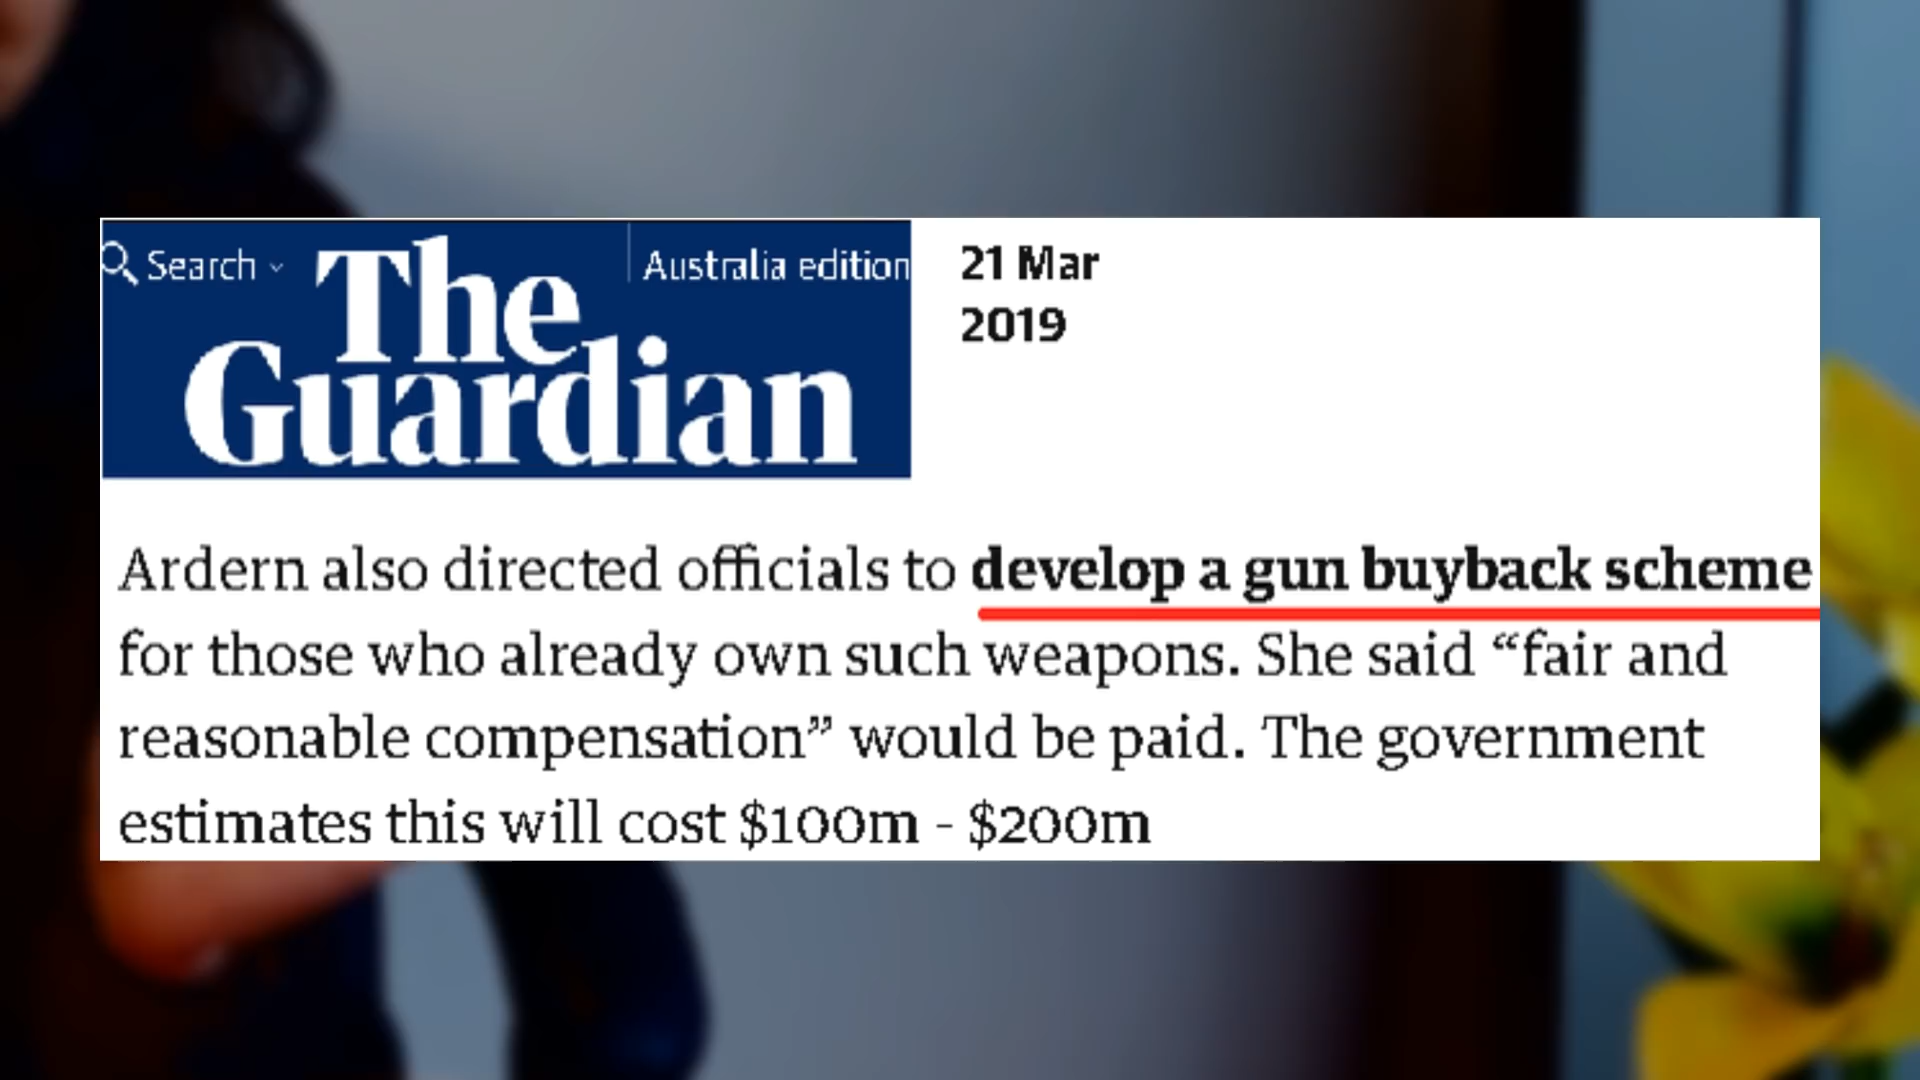 Search
Australia edition
The
Guardian
21 Mar
2019
Ardern also directed officials to develop a gun buyback scheme
for those who already own such weapons. She said “fair and
reasonable compensation” would be paid. The government
estimates this will cost $100m - $200m